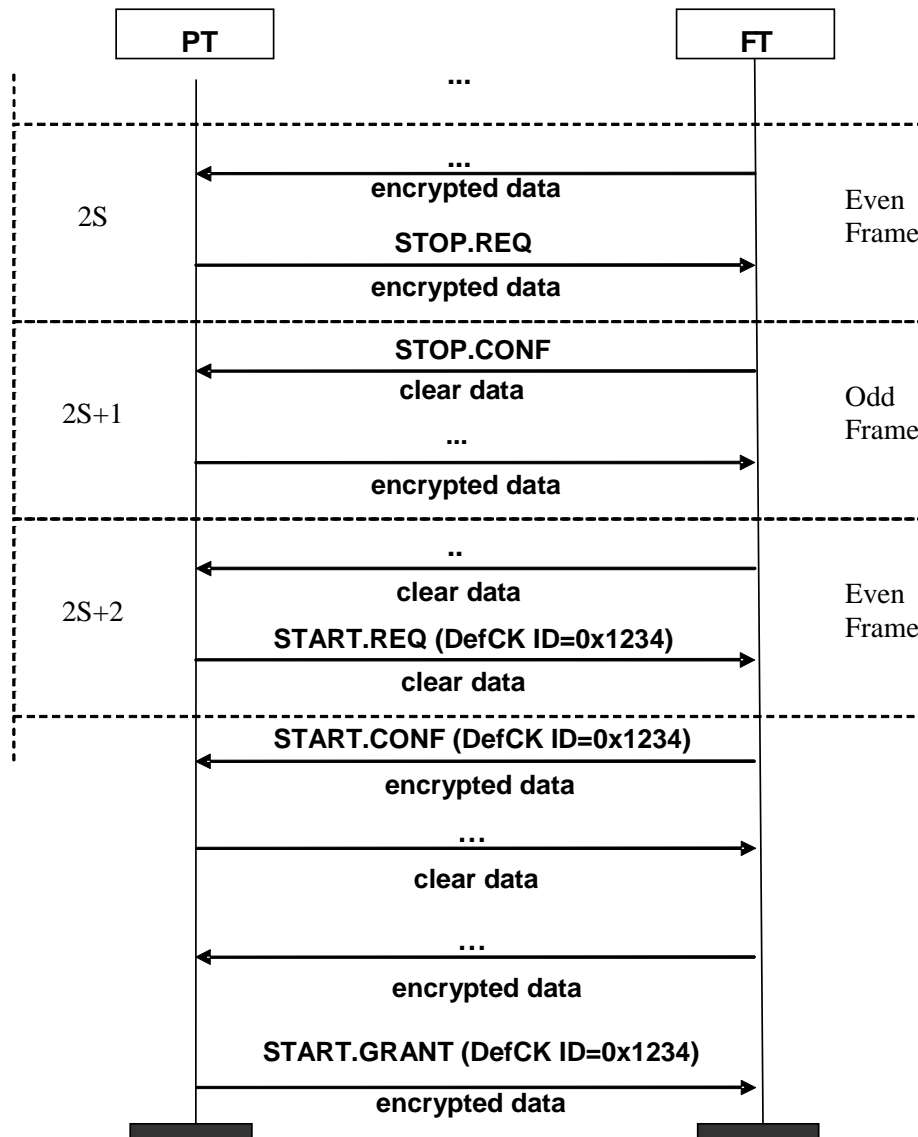 PT
FT
...
...
encrypted data
2S
Even
Frame
STOP.REQ
encrypted data
STOP.CONF
clear data
2S+1
Odd
Frame
...
encrypted data
..
clear data
2S+2
Even
Frame
START.REQ (DefCK ID=0x1234)
clear data
START.CONF (DefCK ID=0x1234)
encrypted data
...
clear data
...
encrypted data
START.GRANT (DefCK ID=0x1234)
encrypted data